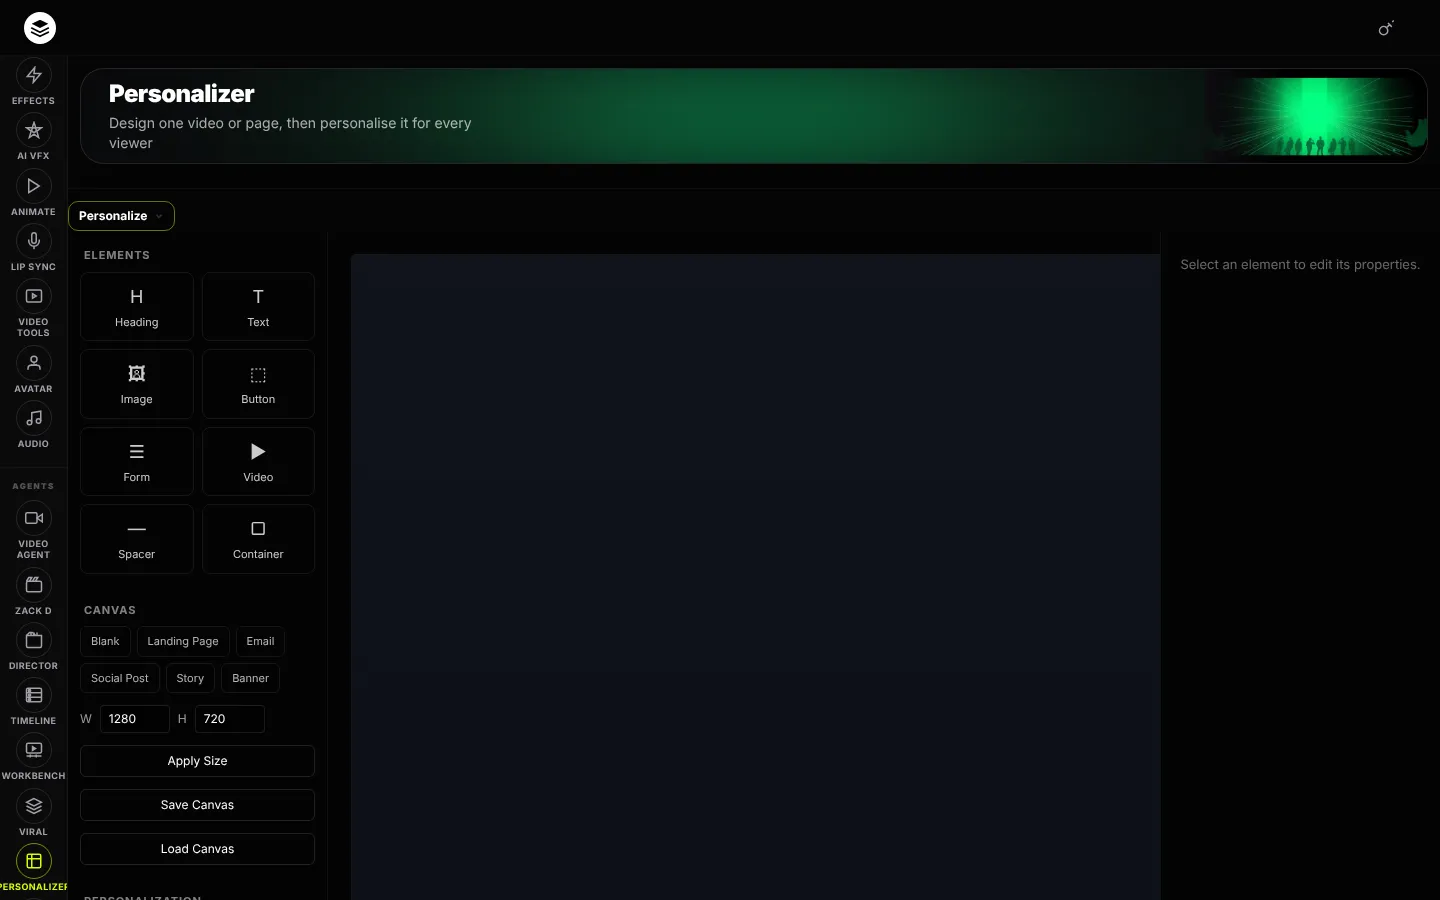 Personalizer
Design one video or page, then personalise it for every
viewer
EFFECTS
AI VFX
ANIMATE
LIP SYNC
VIDEO
TOOLS
AVATAR
AUDIO
AGENTS
VIDEO
AGENT
ZACK D
DIRECTOR
TIMELINE
WORKBENCH
VIRAL
PERSONALIZER
Personalize
ELEMENTS
H
Heading
T
Text
Image
Button
Form
Video
Spacer
Container
CANVAS
Blank
Landing Page
Email
Social Post
Story
Banner
W 1280 H 720
Apply Size
Save Canvas
Load Canvas
PERSONALIZATION
Select an element to edit its properties.